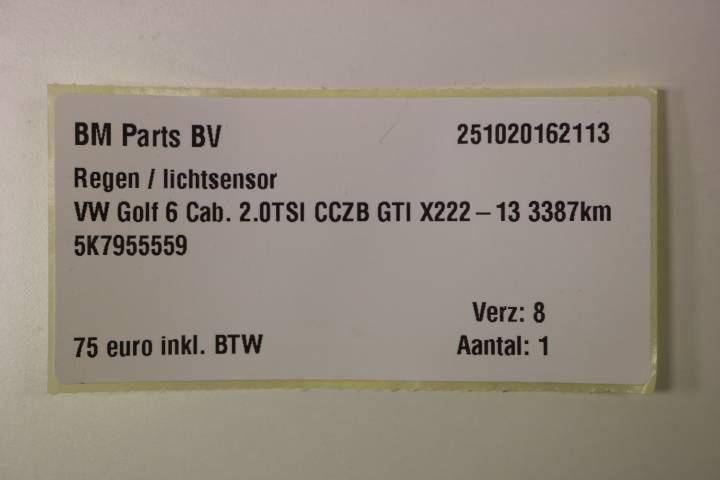 BM Parts BV 251020162113
Regen / lichtsensor
VW Golf 6 Cab. 2.0TSI CCZB GTI X222 – 13 3387km
5K7955559
Verz: 8
75 euro inkl. BTW Aantal: 1